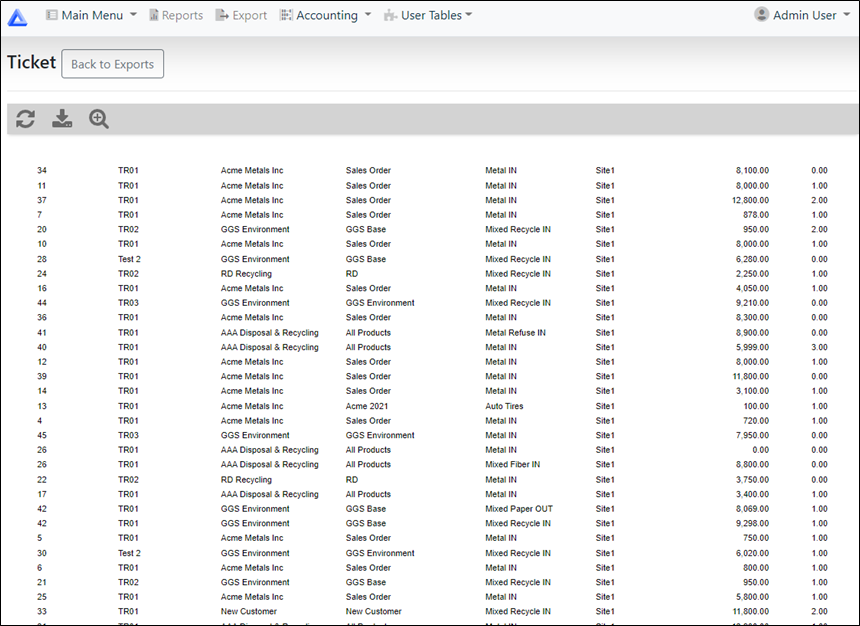 Main Menu Reports Export Accounting User Tables Admin User
Ticket Back to Exports
34 TR01 Acme Metals Inc Sales Order Metal IN Site1 8,100.00 0.00
11 TR01 Acme Metals Inc Sales Order Metal IN Site1 8,000.00 1.00
37 TR01 Acme Metals Inc Sales Order Metal IN Site1 12,800.00 2.00
7 TR01 Acme Metals Inc Sales Order Metal IN Site1 878.00 1.00
20 TR02 GGS Environment GGS Base Mixed Recycle IN Site1 950.00 2.00
10 TR01 Acme Metals Inc Sales Order Metal IN Site1 8,000.00 1.00
28 Test 2 GGS Environment GGS Base Mixed Recycle IN Site1 6,280.00 0.00
24 TR02 RD Recycling RD Mixed Recycle IN Site1 2,250.00 1.00
16 TR01 Acme Metals Inc Sales Order Metal IN Site1 4,050.00 1.00
44 TR03 GGS Environment GGS Environment Mixed Recycle IN Site1 9,210.00 0.00
36 TR01 Acme Metals Inc Sales Order Metal IN Site1 8,300.00 0.00
41 TR01 AAA Disposal & Recycling All Products Metal Refuse IN Site1 8,900.00 0.00
40 TR01 AAA Disposal & Recycling All Products Metal IN Site1 5,999.00 3.00
12 TR01 Acme Metals Inc Sales Order Metal IN Site1 8,000.00 1.00
39 TR01 Acme Metals Inc Sales Order Metal IN Site1 11,800.00 0.00
14 TR01 Acme Metals Inc Sales Order Metal IN Site1 3,100.00 1.00
13 TR01 Acme Metals Inc Acme 2021 Auto Tires Site1 100.00 1.00
4 TR01 Acme Metals Inc Sales Order Metal IN Site1 720.00 1.00
45 TR03 GGS Environment GGS Environment Metal IN Site1 7,950.00 0.00
26 TR01 AAA Disposal & Recycling All Products Metal IN Site1 0.00 0.00
26 TR01 AAA Disposal & Recycling All Products Mixed Fiber IN Site1 8,800.00 0.00
22 TR02 RD Recycling RD Metal IN Site1 3,750.00 0.00
17 TR01 AAA Disposal & Recycling All Products Metal IN Site1 3,400.00 1.00
42 TR01 GGS Environment GGS Base Mixed Paper OUT Site1 8,069.00 1.00
42 TR01 GGS Environment GGS Base Mixed Recycle IN Site1 9,298.00 1.00
5 TR01 Acme Metals Inc Sales Order Metal IN Site1 750.00 1.00
30 Test 2 GGS Environment GGS Environment Mixed Recycle IN Site1 6,020.00 1.00
6 TR01 Acme Metals Inc Sales Order Metal IN Site1 800.00 1.00
21 TR02 GGS Environment GGS Base Mixed Recycle IN Site1 950.00 1.00
25 TR01 Acme Metals Inc Sales Order Metal IN Site1 5,800.00 1.00
33 TR01 New Customer New Customer Mixed Recycle IN Site1 11,800.00 2.00